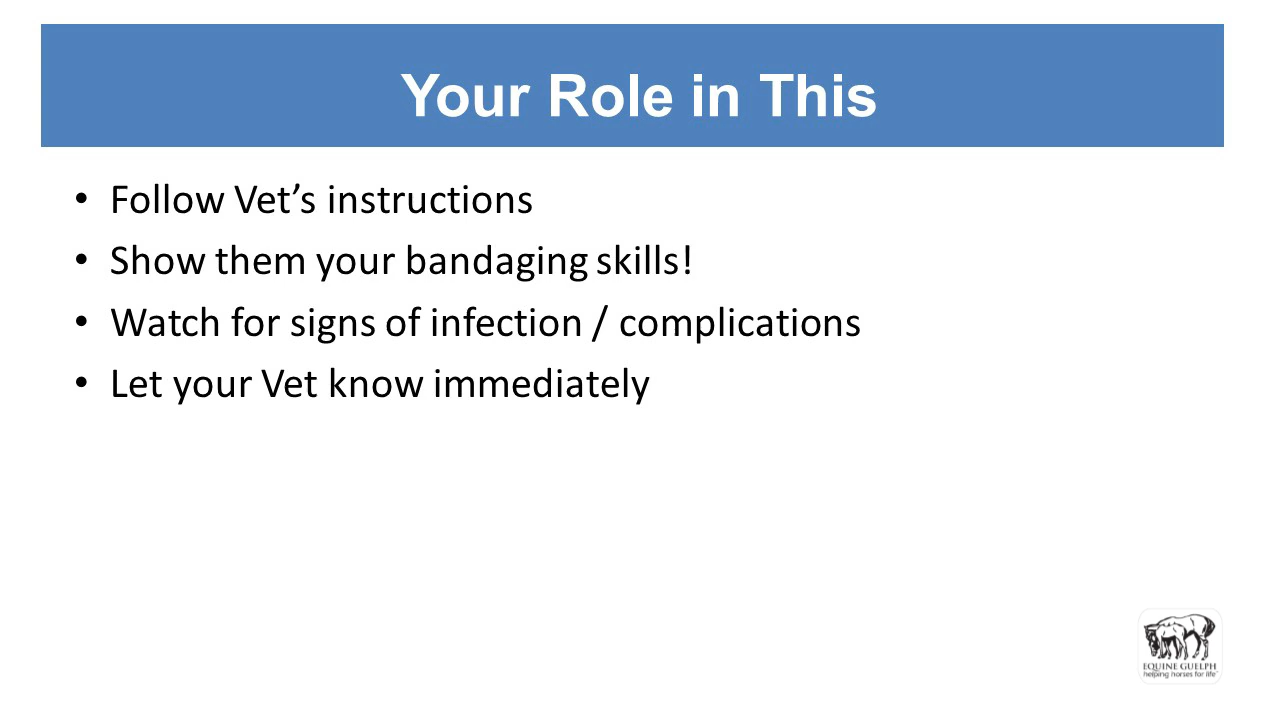 Your Role in This
• Follow Vet’s instructions
• Show them your bandaging skills!
• Watch for signs of infection / complications
• Let your Vet know immediately
EQUINE GUELPH
helping horses for life™